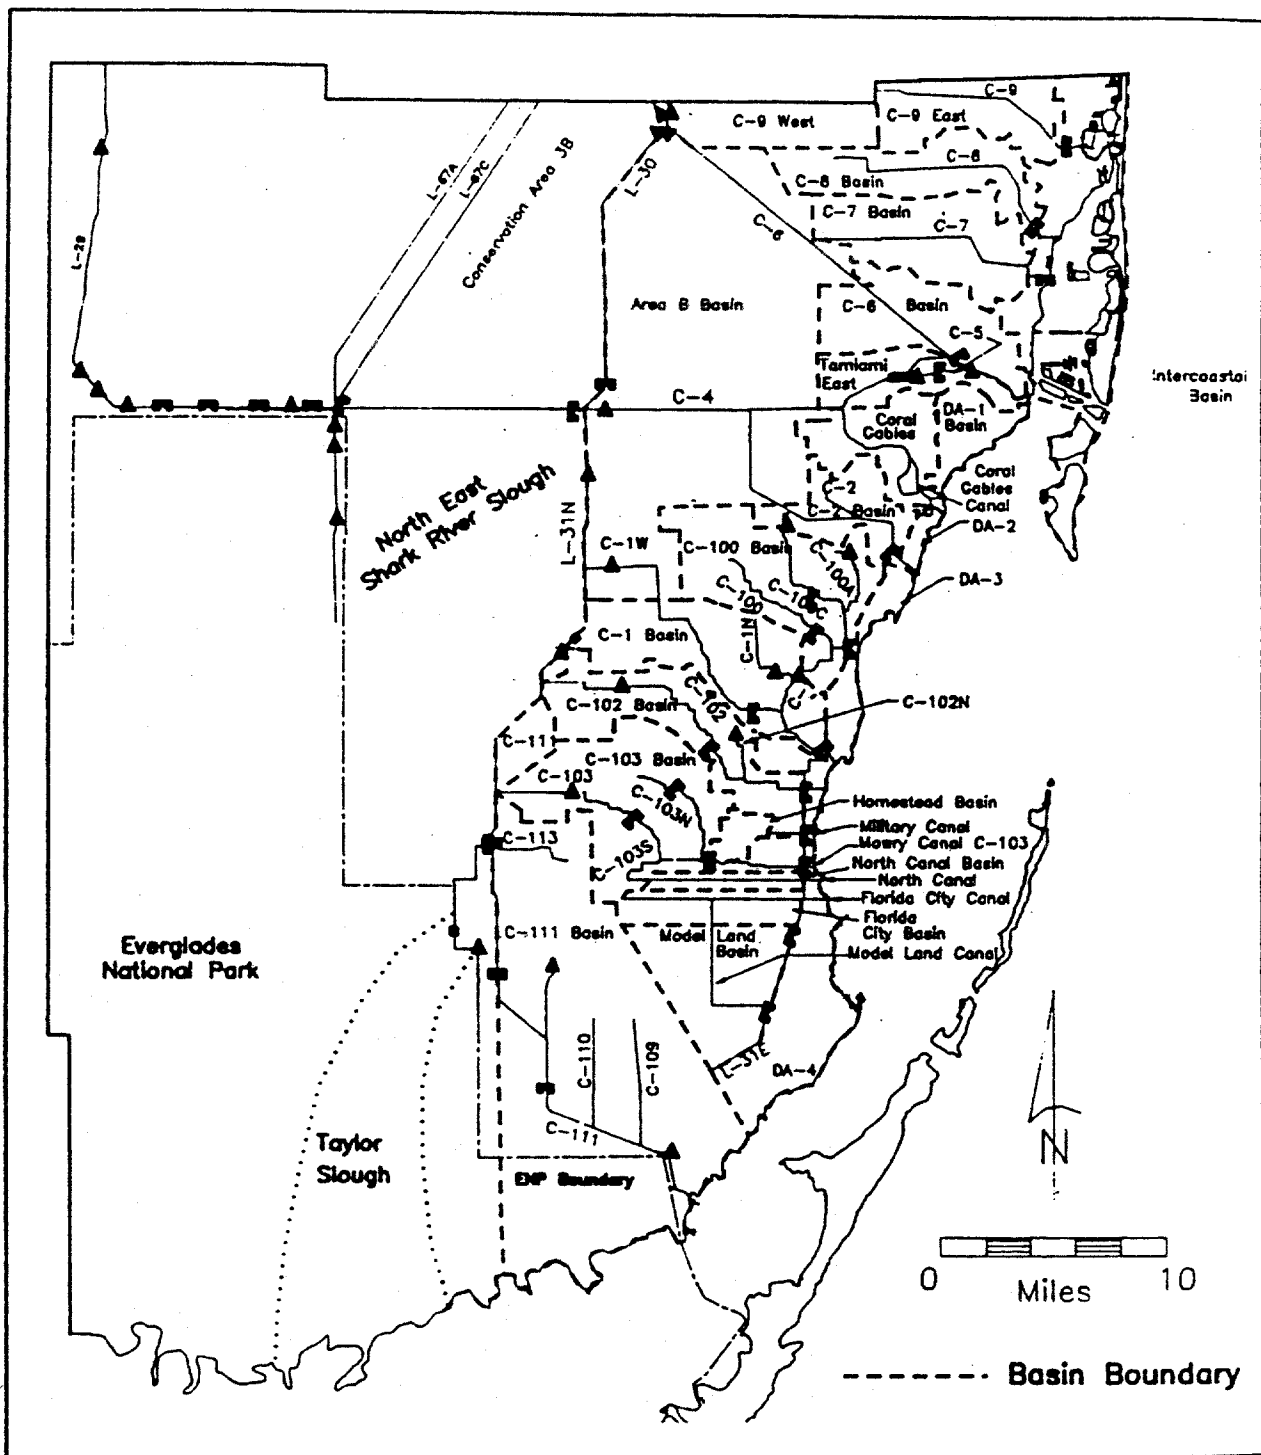 C-9
C-9 West
C-9 East
C-8
C-8 Basin
C-7 Basin
C-7
L-30
L-67A
L-67C
Conservation Area 3B
C-6
L-29
Area B Basin
C-6 Basin
C-5
Tamiami
East
Intercoastal
Basin
C-4
DA-1
Basin
Coral
Gables
Coral
Gables
Canal
C-2
C-2 Basin
DA-2
North East
Shark River Slough
L-31N
C-1W
C-100 Basin
C-100A
C-100C
C-100
DA-3
C-1N
C-1 Basin
C-1
C-102
C-102 Basin
C-102N
C-111
C-103 Basin
C-103
C-103N
Homestead Basin
Military Canal
C-113
Mowry Canal C-103
C-103S
North Canal Basin
North Canal
Florida City Canal
Florida
City Basin
C-111 Basin
Model Land
Basin
Model Land Canal
Everglades
National Park
C-110
C-109
L-31E
DA-4
C-111
Taylor
Slough
ENP Boundary
N
0 10
Miles
Basin Boundary